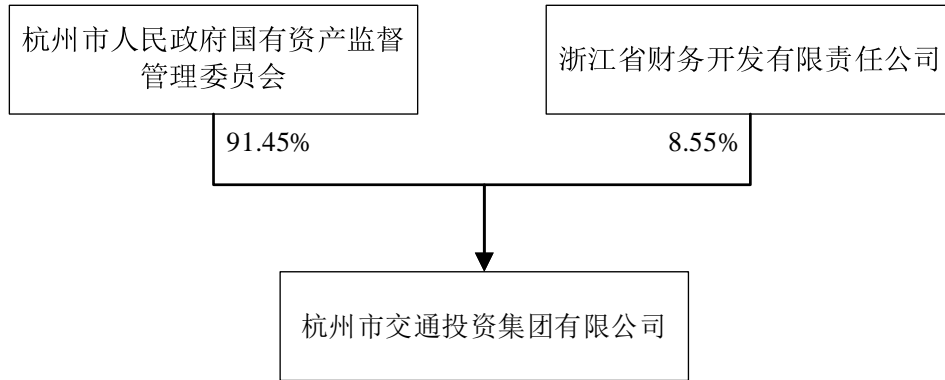 杭州市人民政府国有资产监督
管理委员会
浙江省财务开发有限责任公司
91.45%
8.55%
杭州市交通投资集团有限公司